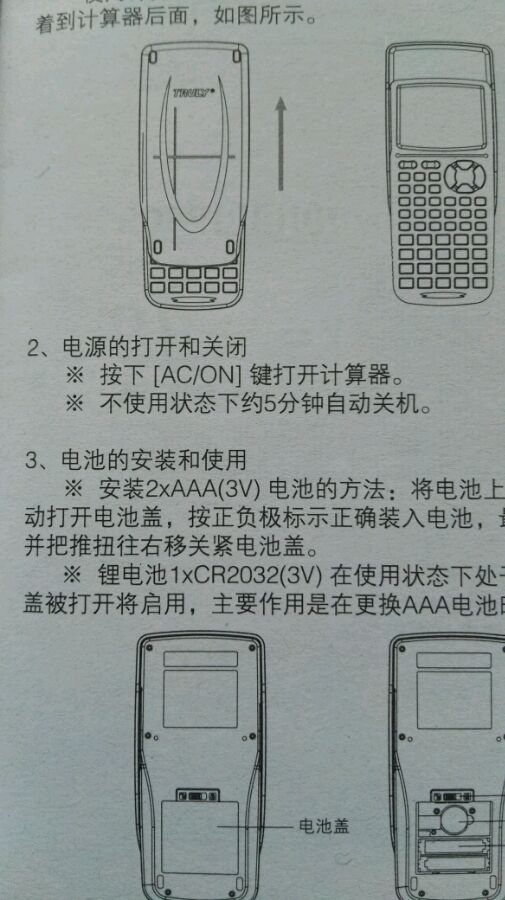 着到计算器后面，如图所示。
TRULY®
2、电源的打开和关闭
※ 按下 [AC/ON] 键打开计算器。
※ 不使用状态下约5分钟自动关机。
3、电池的安装和使用
※ 安装2xAAA(3V) 电池的方法：将电池上
动打开电池盖，按正负极标示正确装入电池，
并把推扭往右移关紧电池盖。
※ 锂电池1xCR2032(3V) 在使用状态下处于
盖被打开将启用，主要作用是在更换AAA电池
电池盖